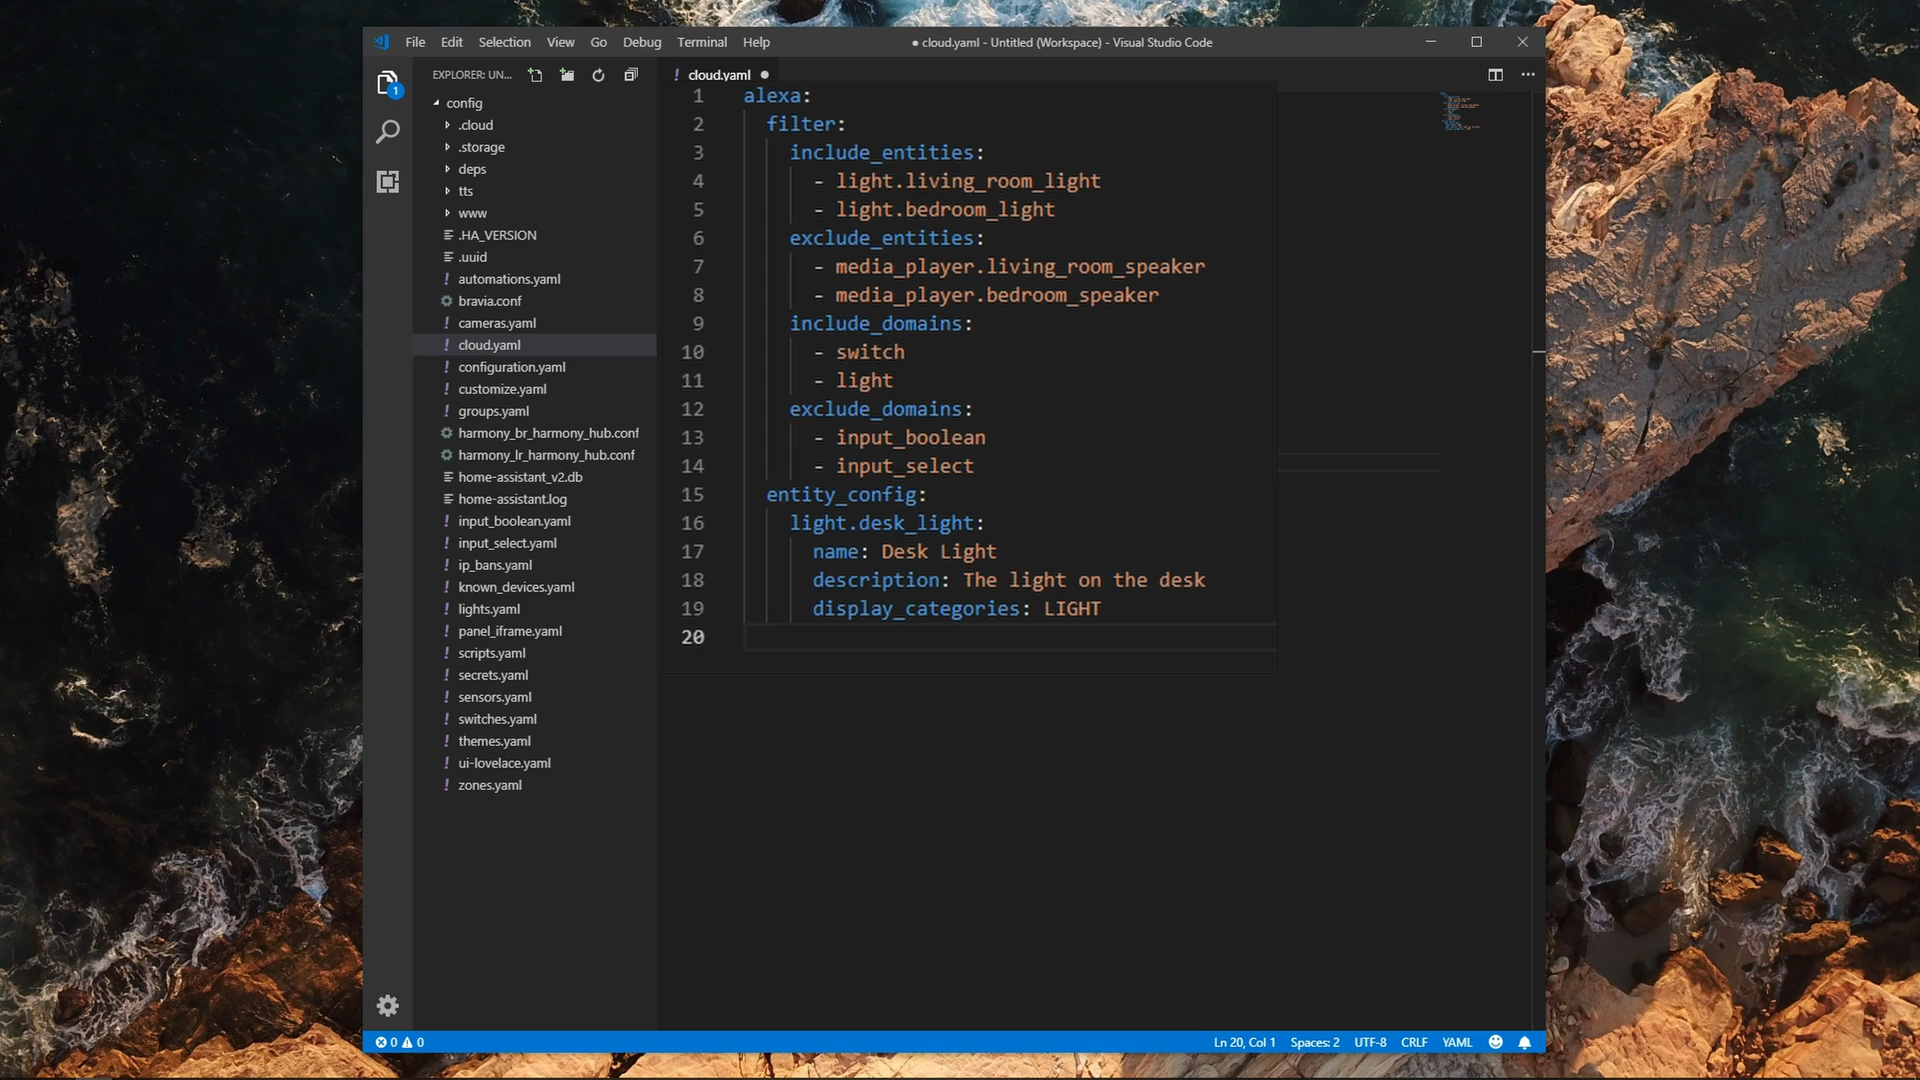 File Edit Selection View Go Debug Terminal Help
● cloud.yaml - Untitled (Workspace) - Visual Studio Code
EXPLORER: UN...
1
config
.cloud
.storage
deps
tts
www
.HA_VERSION
.uuid
automations.yaml
bravia.conf
cameras.yaml
cloud.yaml
configuration.yaml
customize.yaml
groups.yaml
harmony_br_harmony_hub.conf
harmony_lr_harmony_hub.conf
home-assistant_v2.db
home-assistant.log
input_boolean.yaml
input_select.yaml
ip_bans.yaml
known_devices.yaml
lights.yaml
panel_iframe.yaml
scripts.yaml
secrets.yaml
sensors.yaml
switches.yaml
themes.yaml
ui-lovelace.yaml
zones.yaml
! cloud.yaml ●
1 alexa:
2 filter:
3 include_entities:
4 - light.living_room_light
5 - light.bedroom_light
6 exclude_entities:
7 - media_player.living_room_speaker
8 - media_player.bedroom_speaker
9 include_domains:
10 - switch
11 - light
12 exclude_domains:
13 - input_boolean
14 - input_select
15 entity_config:
16 light.desk_light:
17 name: Desk Light
18 description: The light on the desk
19 display_categories: LIGHT
20
0 0
Ln 20, Col 1 Spaces: 2 UTF-8 CRLF YAML